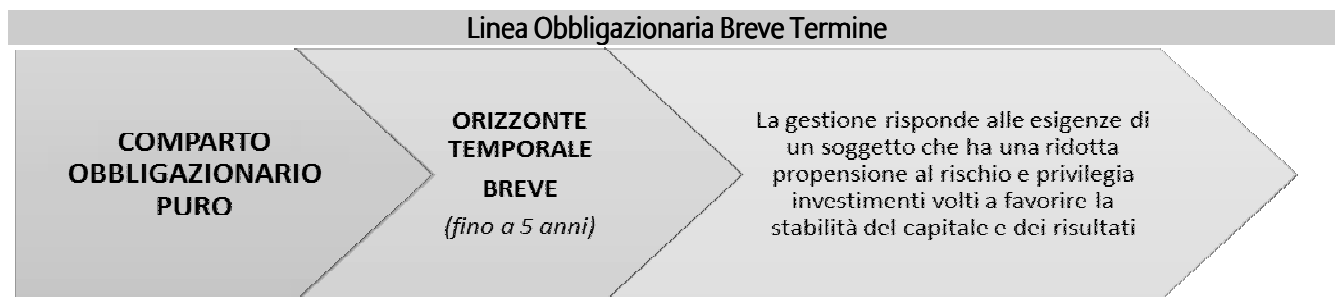 Linea Obbligazionaria Breve Termine
COMPARTO
OBBLIGAZIONARIO
PURO
ORIZZONTE
TEMPORALE
BREVE
(fino a 5 anni)
La gestione risponde alle esigenze di
un soggetto che ha una ridotta
propensione al rischio e privilegia
investimenti volti a favorire la
stabilità del capitale e dei risultati